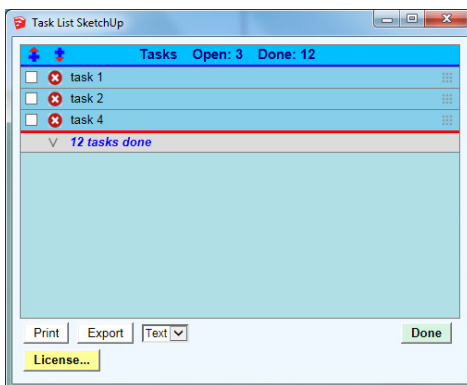 Task List SketchUp
Tasks Open: 3 Done: 12
task 1
task 2
task 4
12 tasks done
Print Export Text Done
License...